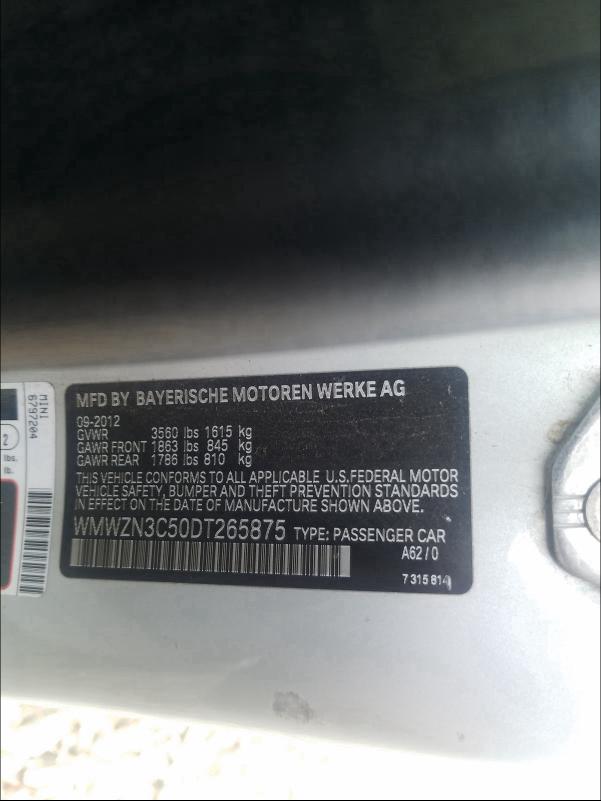 MINI
6797204
2
lbs.
lb.
MFD BY BAYERISCHE MOTOREN WERKE AG
09-2012
GVWR 3560 lbs 1615 kg
GAWR FRONT 1863 lbs 845 kg
GAWR REAR 1786 lbs 810 kg
THIS VEHICLE CONFORMS TO ALL APPLICABLE U.S.FEDERAL MOTOR
VEHICLE SAFETY, BUMPER AND THEFT PREVENTION STANDARDS
IN EFFECT ON THE DATE OF MANUFACTURE SHOWN ABOVE.
WMWZN3C50DT265875 TYPE: PASSENGER CAR
A62/0
7 315 814